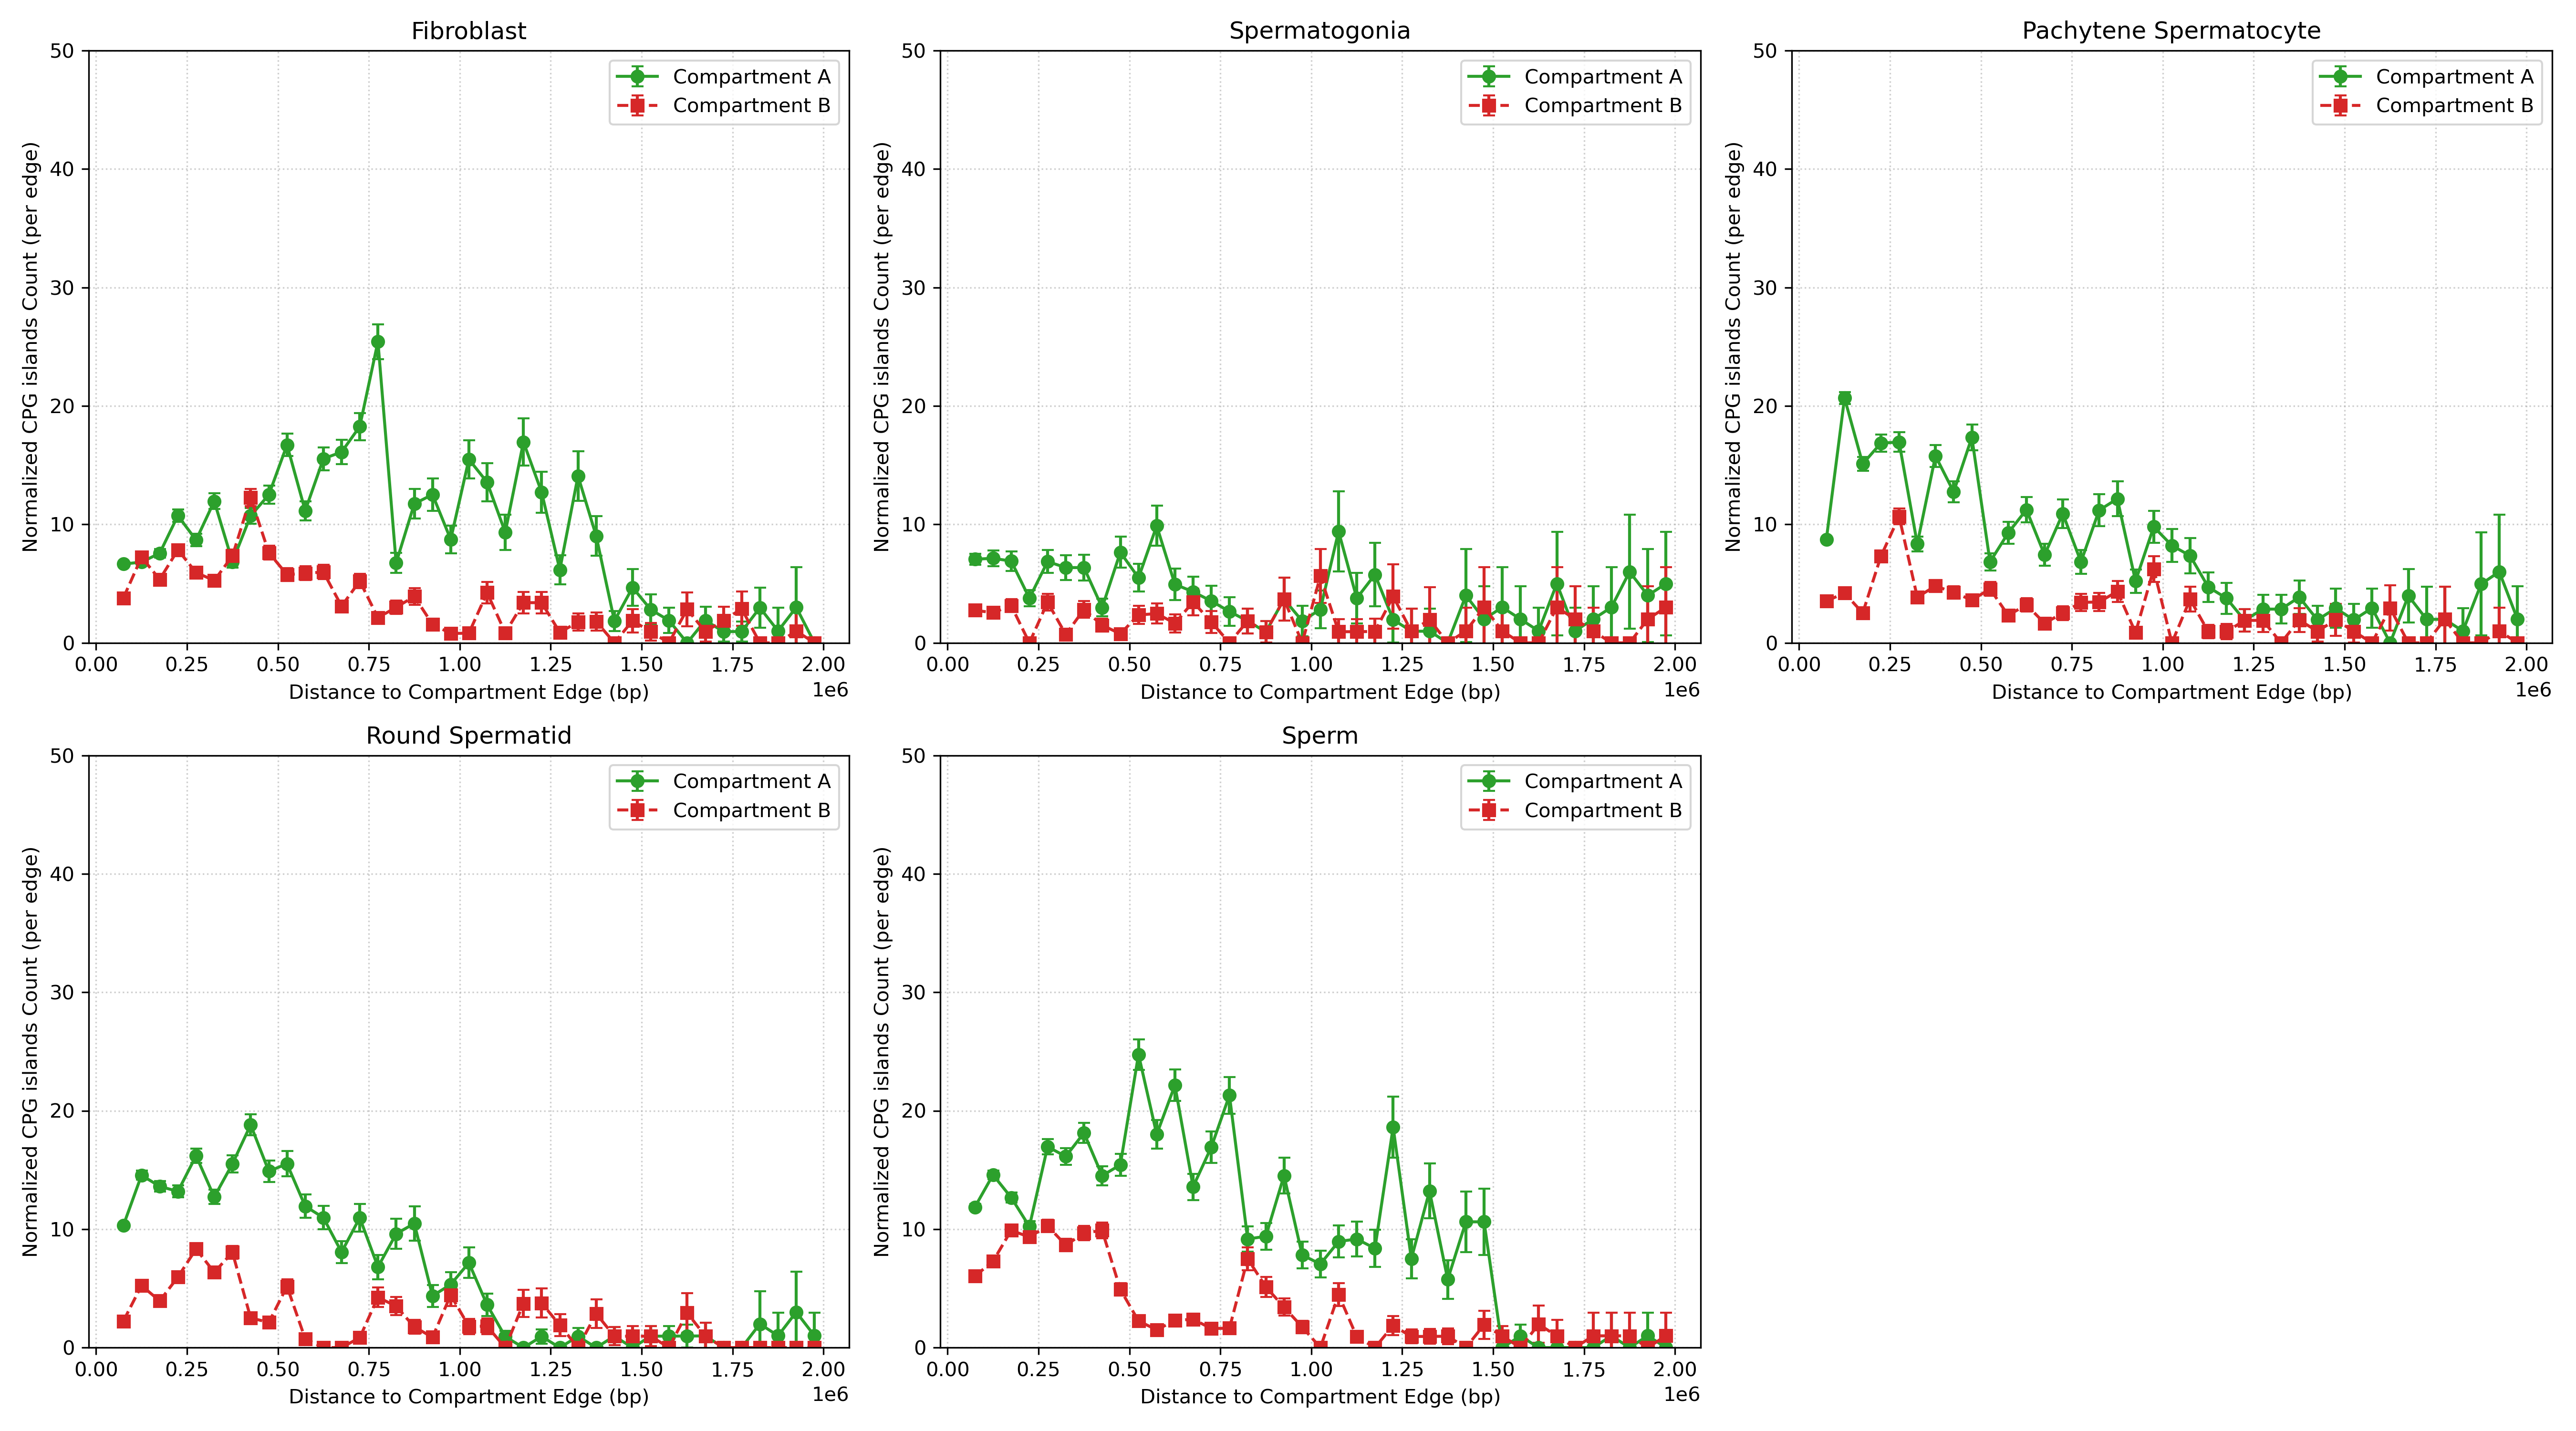 Fibroblast
50
40
30
20
10
0
Normalized CPG islands Count (per edge)
Compartment A
Compartment B
0.00 0.25 0.50 0.75 1.00 1.25 1.50 1.75 2.00
1e6
Distance to Compartment Edge (bp)
Spermatogonia
50
40
30
20
10
0
Normalized CPG islands Count (per edge)
Compartment A
Compartment B
0.00 0.25 0.50 0.75 1.00 1.25 1.50 1.75 2.00
1e6
Distance to Compartment Edge (bp)
Pachytene Spermatocyte
50
40
30
20
10
0
Normalized CPG islands Count (per edge)
Compartment A
Compartment B
0.00 0.25 0.50 0.75 1.00 1.25 1.50 1.75 2.00
1e6
Distance to Compartment Edge (bp)
Round Spermatid
50
40
30
20
10
0
Normalized CPG islands Count (per edge)
Compartment A
Compartment B
0.00 0.25 0.50 0.75 1.00 1.25 1.50 1.75 2.00
1e6
Distance to Compartment Edge (bp)
Sperm
50
40
30
20
10
0
Normalized CPG islands Count (per edge)
Compartment A
Compartment B
0.00 0.25 0.50 0.75 1.00 1.25 1.50 1.75 2.00
1e6
Distance to Compartment Edge (bp)